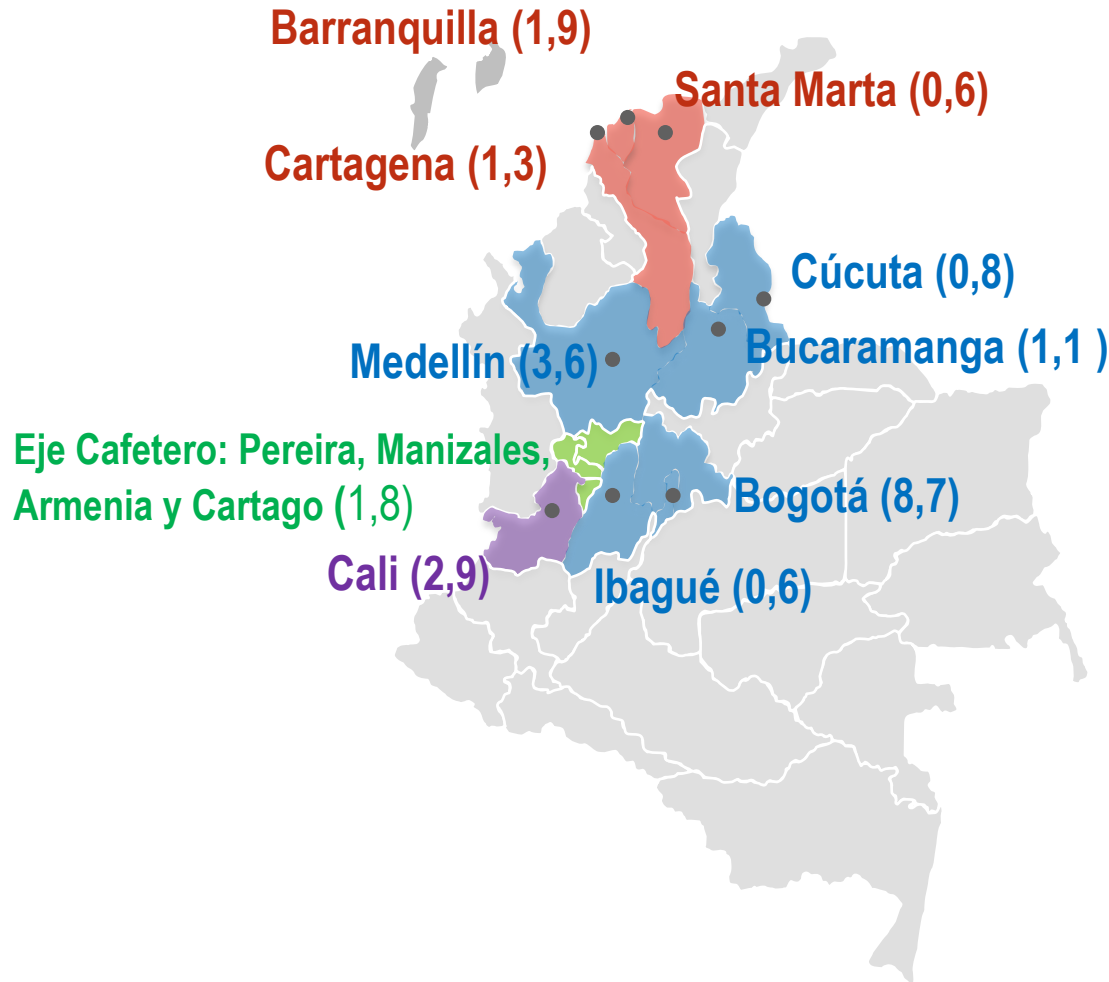 Barranquilla (1,9)
Santa Marta (0,6)
Cartagena (1,3)
Cúcuta (0,8)
Bucaramanga (1,1 )
Medellín (3,6)
Eje Cafetero: Pereira, Manizales,
Armenia y Cartago (1,8)
Bogotá (8,7)
Cali (2,9)
Ibagué (0,6)